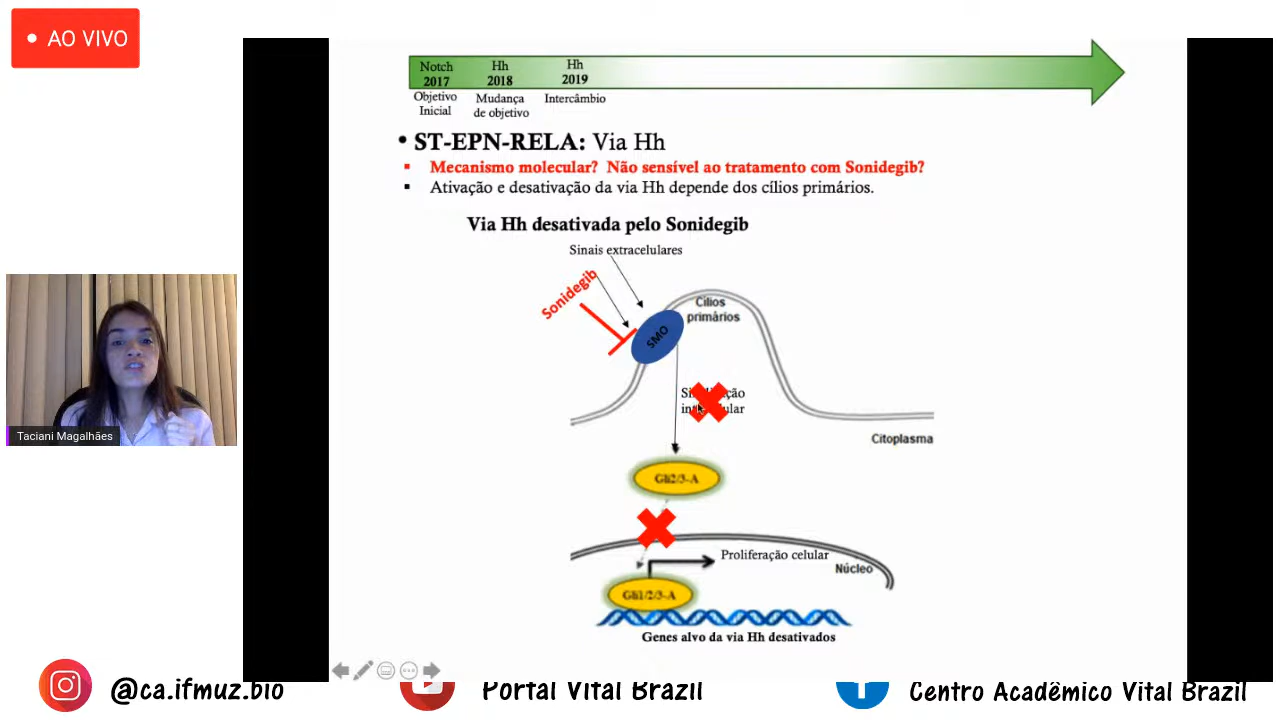 AO VIVO
Notch
2017
Objetivo
Inicial
Hh
2018
Mudança
de objetivo
Hh
2019
Intercâmbio
• ST-EPN-RELA: Via Hh
Mecanismo molecular? Não sensível ao tratamento com Sonidegib?
Ativação e desativação da via Hh depende dos cílios primários.
Via Hh desativada pelo Sonidegib
Sinais extracelulares
Sonidegib
SMO
Cílios
primários
Citoplasma
Gli2/3-A
Proliferação celular
Núcleo
Gli1/2/3-A
Genes alvo da via Hh desativados
Taciani Magalhães
@ca.ifmuz.bio
Portal Vital Brazil
Centro Acadêmico Vital Brazil